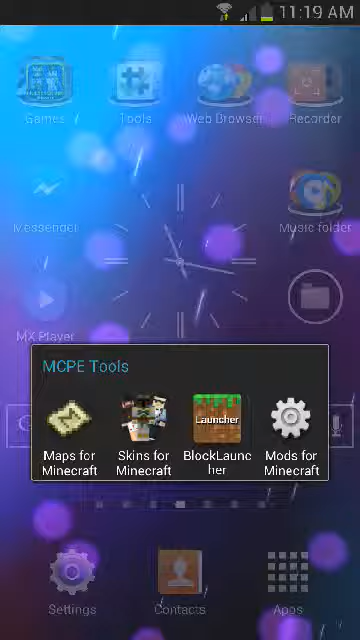 11:19 AM
Games
Tools
Web Browser
Recorder
Messenger
Music folder
MX Player
MCPE Tools
Launcher
Maps for
Minecraft
Skins for
Minecraft
BlockLaunc
her
Mods for
Minecraft
Settings
Contacts
Apps